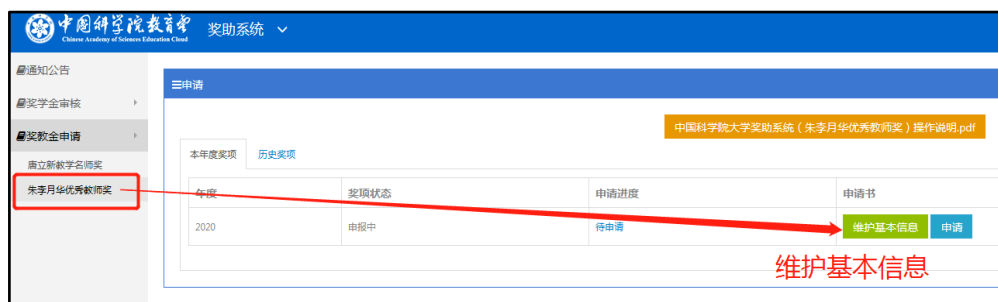 中国科学院教育云 奖助系统
Chinese Academy of Sciences Education Cloud
通知公告
奖学金审核
奖教金申请
唐立新教学名师奖
朱李月华优秀教师奖
申请
中国科学院大学奖助系统(朱李月华优秀教师奖)操作说明.pdf
本年度奖项 历史奖项
年度 奖项状态 申请进度 申请书
2020 申报中 待申请 维护基本信息 申请
维护基本信息